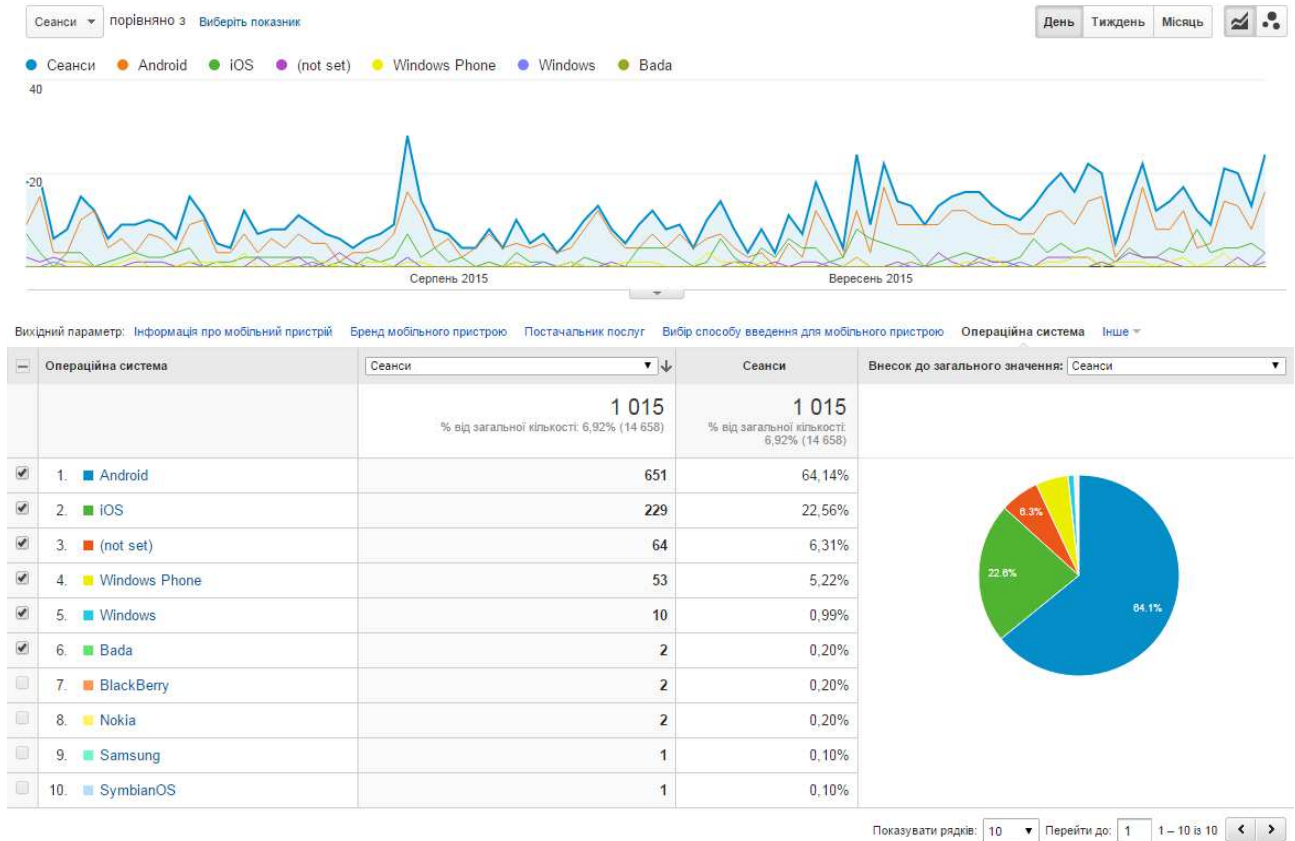 Сеанси порівняно з Виберіть показник День Тиждень Місяць
Сеанси Android iOS (not set) Windows Phone Windows Bada
40
20
Серпень 2015 Вересень 2015
Вихідний параметр: Інформація про мобільний пристрій Бренд мобільного пристрою Постачальник послуг Вибір способу введення для мобільного пристрою Операційна система Інше
Операційна система Сеанси Сеанси Внесок до загального значення: Сеанси
1 015 1 015
% від загальної кількості: 6,92% (14 658) % від загальної кількості: 
6,92% (14 658)
1. Android 651 64,14%
2. iOS 229 22,56%
3. (not set) 64 6,31%
4. Windows Phone 53 5,22%
5. Windows 10 0,99%
6. Bada 2 0,20%
7. BlackBerry 2 0,20%
8. Nokia 2 0,20%
9. Samsung 1 0,10%
10. SymbianOS 1 0,10%
6.3%
22.6%
64.1%
Показувати рядків: 10 Перейти до: 1 1 – 10 із 10